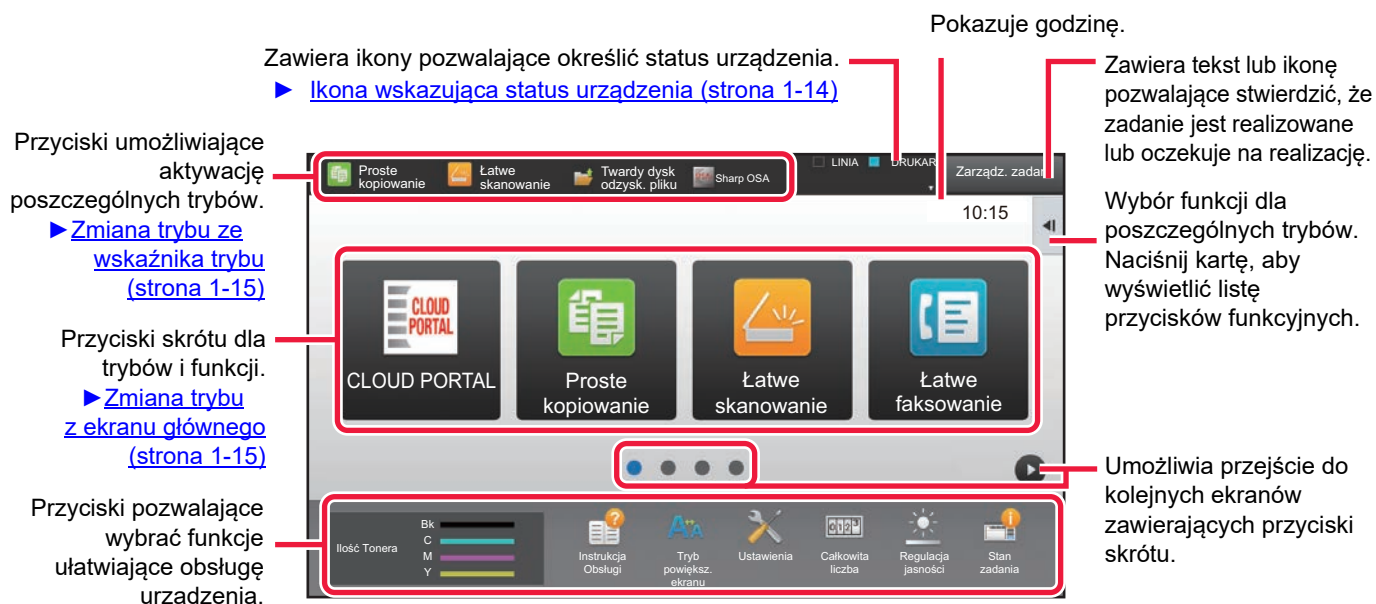 Pokazuje godzinę.
Zawiera ikony pozwalające określić status urządzenia.
► Ikona wskazująca status urządzenia (strona 1-14)
Zawiera tekst lub ikonę
pozwalające stwierdzić, że
zadanie jest realizowane
lub oczekuje na realizację.
Przyciski umożliwiające
aktywację
poszczególnych trybów.
►Zmiana trybu ze
wskaźnika trybu
(strona 1-15)
Przyciski skrótu dla
trybów i funkcji.
►Zmiana trybu
z ekranu głównego
(strona 1-15)
Przyciski pozwalające
wybrać funkcje
ułatwiające obsługę
urzadzenia.
Proste
kopiowanie
Łatwe
skanowanie
Twardy dysk
odzysk. pliku
Sharp OSA
LINIA
DRUKAR
Zarządz. zadan
10:15
Wybór funkcji dla
poszczególnych trybów.
Naciśnij kartę, aby
wyświetlić listę
przycisków funkcyjnych.
CLOUD
PORTAL
CLOUD PORTAL
Proste
kopiowanie
Łatwe
skanowanie
Łatwe
faksowanie
Umożliwia przejście do
kolejnych ekranów
zawierających przyciski
skrótu.
Ilość Tonera
Bk
C
M
Y
Instrukcja
Obsługi
Tryb
powiększ.
ekranu
Ustawienia
Całkowita
liczba
Regulacja
jasności
Stan
zadania